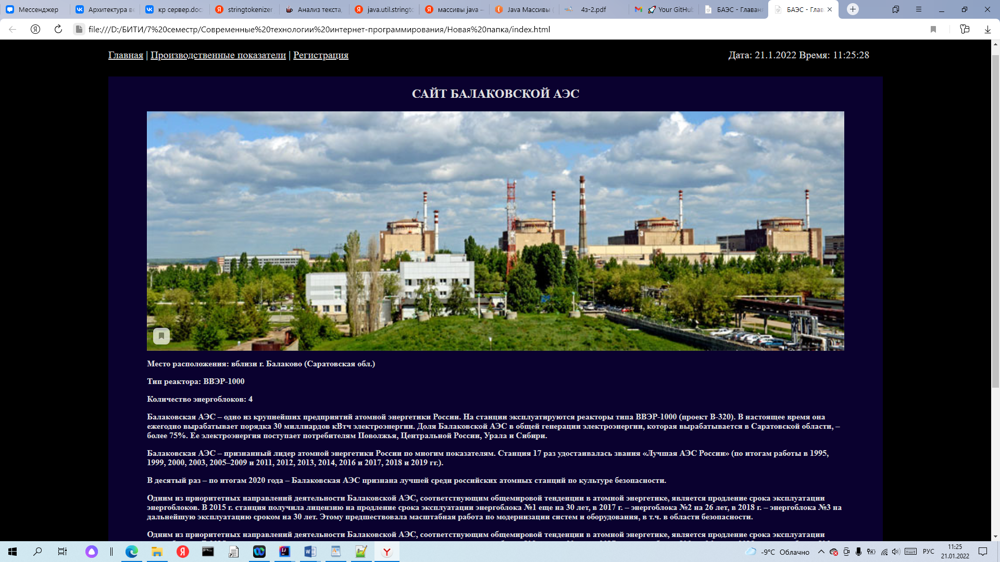 Мессенджер
Архитектура ве
кр сервер.doc
stringtokenizer
Анализ текста,
java.util.stringto
массивы java –
Java Массивы (
43-2.pdf
Your GitHub
БАЭС - Главная
БАЭС - Глав
file:///D:/БИТИ/7%20семестр/Современные%20технологии%20интернет-программирования/Новая%20папка/index.html
Главная | Производственные показатели | Регистрация
Дата: 21.1.2022 Время: 11:25:28
САЙТ БАЛАКОВСКОЙ АЭС
1
3
4
Место расположения: вблизи г. Балаково (Саратовская обл.)
Тип реактора: ВВЭР-1000
Количество энергоблоков: 4
Балаковская АЭС – одно из крупнейших предприятий атомной энергетики России. На станции эксплуатируются реакторы типа ВВЭР-1000 (проект В-320). В настоящее время она
ежегодно вырабатывает порядка 30 миллиардов кВтч электроэнергии. Доля Балаковской АЭС в общей генерации электроэнергии, которая вырабатывается в Саратовской области, –
более 75%. Ее электроэнергия поступает потребителям Поволжья, Центральной России, Урала и Сибири.
Балаковская АЭС – признанный лидер атомной энергетики России по многим показателям. Станция 17 раз удостаивалась звания «Лучшая АЭС России» (по итогам работы в 1995,
1999, 2000, 2003, 2005–2009 и 2011, 2012, 2013, 2014, 2016 и 2017, 2018 и 2019 гг.).
В десятый раз – по итогам 2020 года – Балаковская АЭС признана лучшей среди российских атомных станций по культуре безопасности.
Одним из приоритетных направлений деятельности Балаковской АЭС, соответствующим общемировой тенденции в атомной энергетике, является продление срока эксплуатации
энергоблоков. В 2015 г. станция получила лицензию на продление срока эксплуатации энергоблока №1 еще на 30 лет, в 2017 г. – энергоблока №2 на 26 лет, в 2018 г. – энергоблока №3 на
дальнейшую эксплуатацию сроком на 30 лет. Этому предшествовала масштабная работа по модернизации систем и оборудования, в т.ч. в области безопасности.
Одним из приоритетных направлений деятельности Балаковской АЭС, соответствующим общемировой тенденции в атомной энергетике, является продление срока эксплуатации
-9°C Облачно
РУС
11:25
21.01.2022